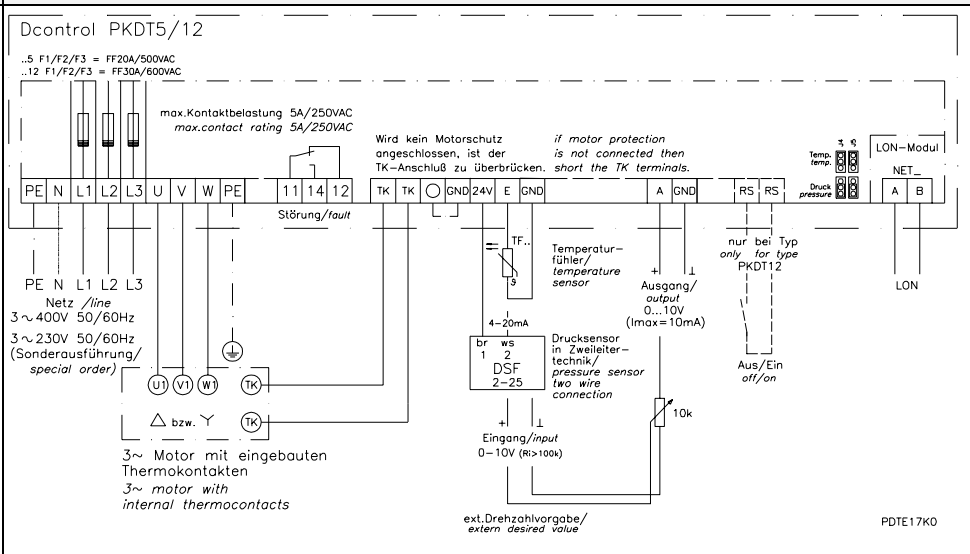 Dcontrol PKDT5/12
..5 F1/F2/F3 = FF20A/500VAC
..12 F1/F2/F3 = FF30A/600VAC
max.Kontaktbelastung 5A/250VAC
max.contact rating 5A/250VAC
Wird kein Motorschutz
angeschlossen, ist der
TK-Anschluß zu überbrücken.
if motor protection
is not connected then
short the TK terminals.
Temp.
temp.
Druck
pressure
LON-Modul
NET_
PE N L1 L2 L3 U V W PE
11 14 12
TK TK GND 24V E GND
A GND
RS RS
A B
Störung/fault
PE N L1 L2 L3
Netz /line
3~400V 50/60Hz
3~230V 50/60Hz
(Sonderausführung/
special order)
TF..
ϑ
Temperatur-
fühler/
temperature
sensor
+ ⊥
Ausgang/
output
0...10V
(Imax=10mA)
nur bei Typ
only for type
PKDT12
Aus/Ein
off/on
LON
4-20mA
br ws
1 2
DSF
2-25
Drucksensor
in Zweileiter-
technik/
pressure sensor
two wire
connection
U1 V1 W1 TK
△ bzw. Y TK
3~ Motor mit eingebauten
Thermokontakten
3~ motor with
internal thermocontacts
+ ⊥
Eingang/input
0-10V (Ri>100k)
10k
ext.Drehzahlvorgabe/
extern desired value
PDTE17K0